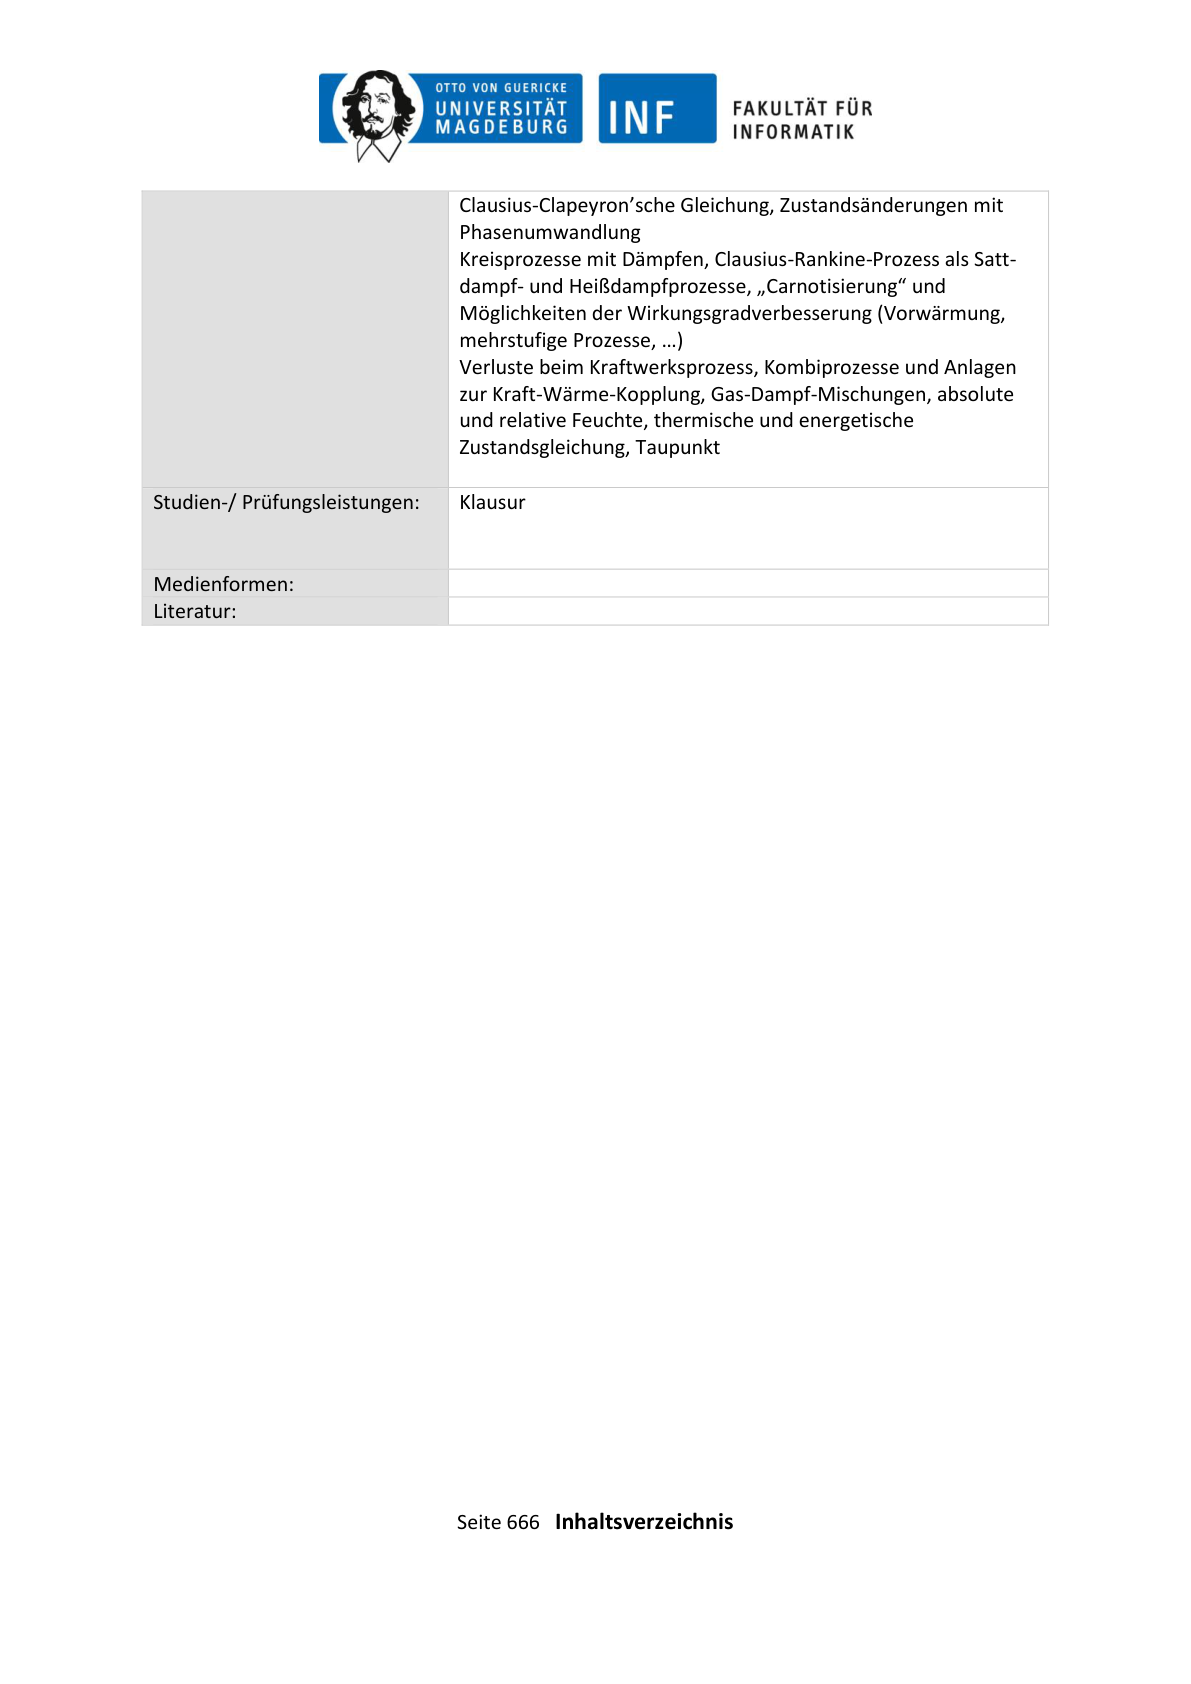 OTTO VON GUERICKE
UNIVERSITÄT
MAGDEBURG
INF
FAKULTÄT FÜR
INFORMATIK
Clausius-Clapeyron’sche Gleichung, Zustandsänderungen mit
Phasenumwandlung
Kreisprozesse mit Dämpfen, Clausius-Rankine-Prozess als Satt-
dampf- und Heißdampfprozesse, „Carnotisierung“ und
Möglichkeiten der Wirkungsgradverbesserung (Vorwärmung,
mehrstufige Prozesse, …)
Verluste beim Kraftwerksprozess, Kombiprozesse und Anlagen
zur Kraft-Wärme-Kopplung, Gas-Dampf-Mischungen, absolute
und relative Feuchte, thermische und energetische
Zustandsgleichung, Taupunkt
Studien-/ Prüfungsleistungen: Klausur
Medienformen:
Literatur:
Seite 666 Inhaltsverzeichnis